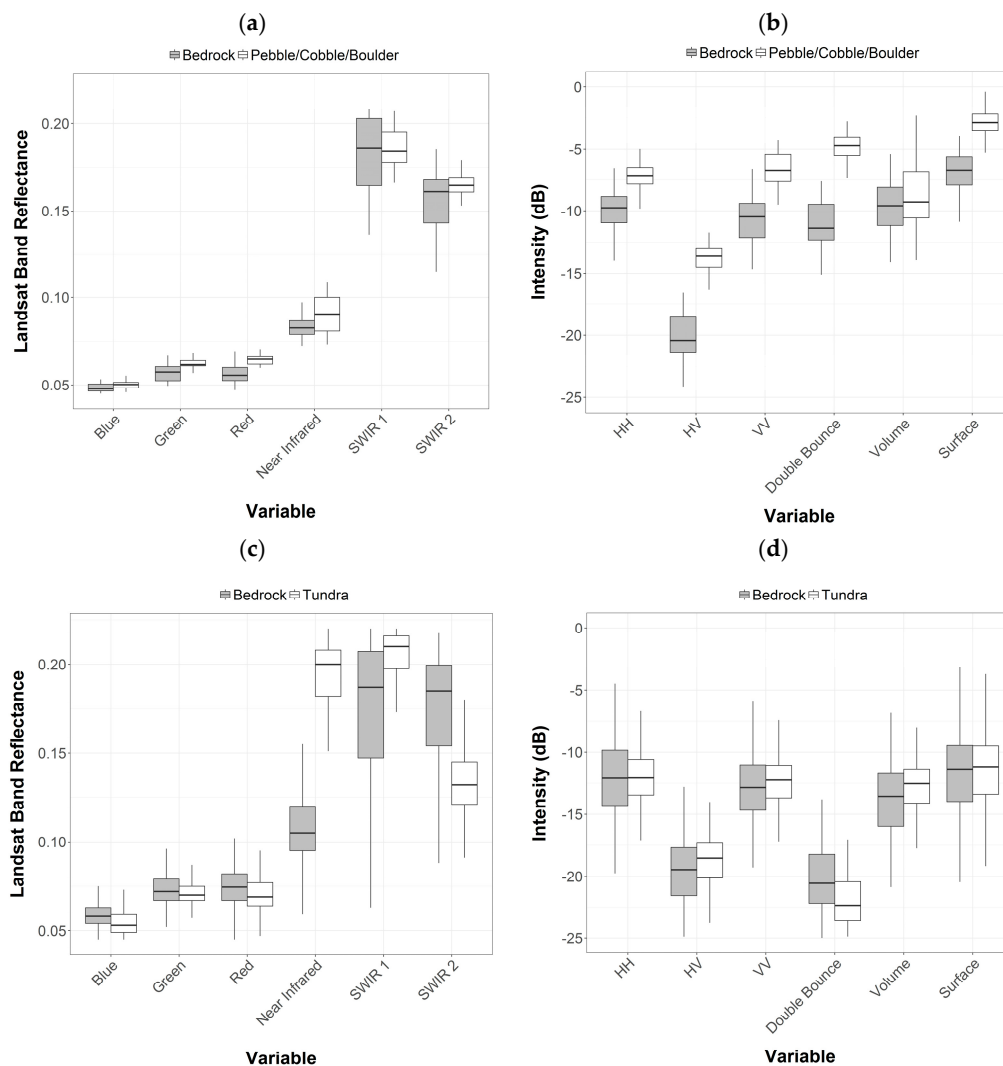 (a)
Bedrock Pebble/Cobble/Boulder
Landsat Band Reflectance
0.20
0.15
0.10
0.05
Blue
Green
Red
Near Infrared
SWIR 1
SWIR 2
Variable
(b)
Bedrock Pebble/Cobble/Boulder
Intensity (dB)
0
-5
-10
-15
-20
-25
HH
HV
VV
Double Bounce
Volume
Surface
Variable
(c)
Bedrock Tundra
Landsat Band Reflectance
0.20
0.15
0.10
0.05
Blue
Green
Red
Near Infrared
SWIR 1
SWIR 2
Variable
(d)
Bedrock Tundra
Intensity (dB)
0
-5
-10
-15
-20
-25
HH
HV
VV
Double Bounce
Volume
Surface
Variable